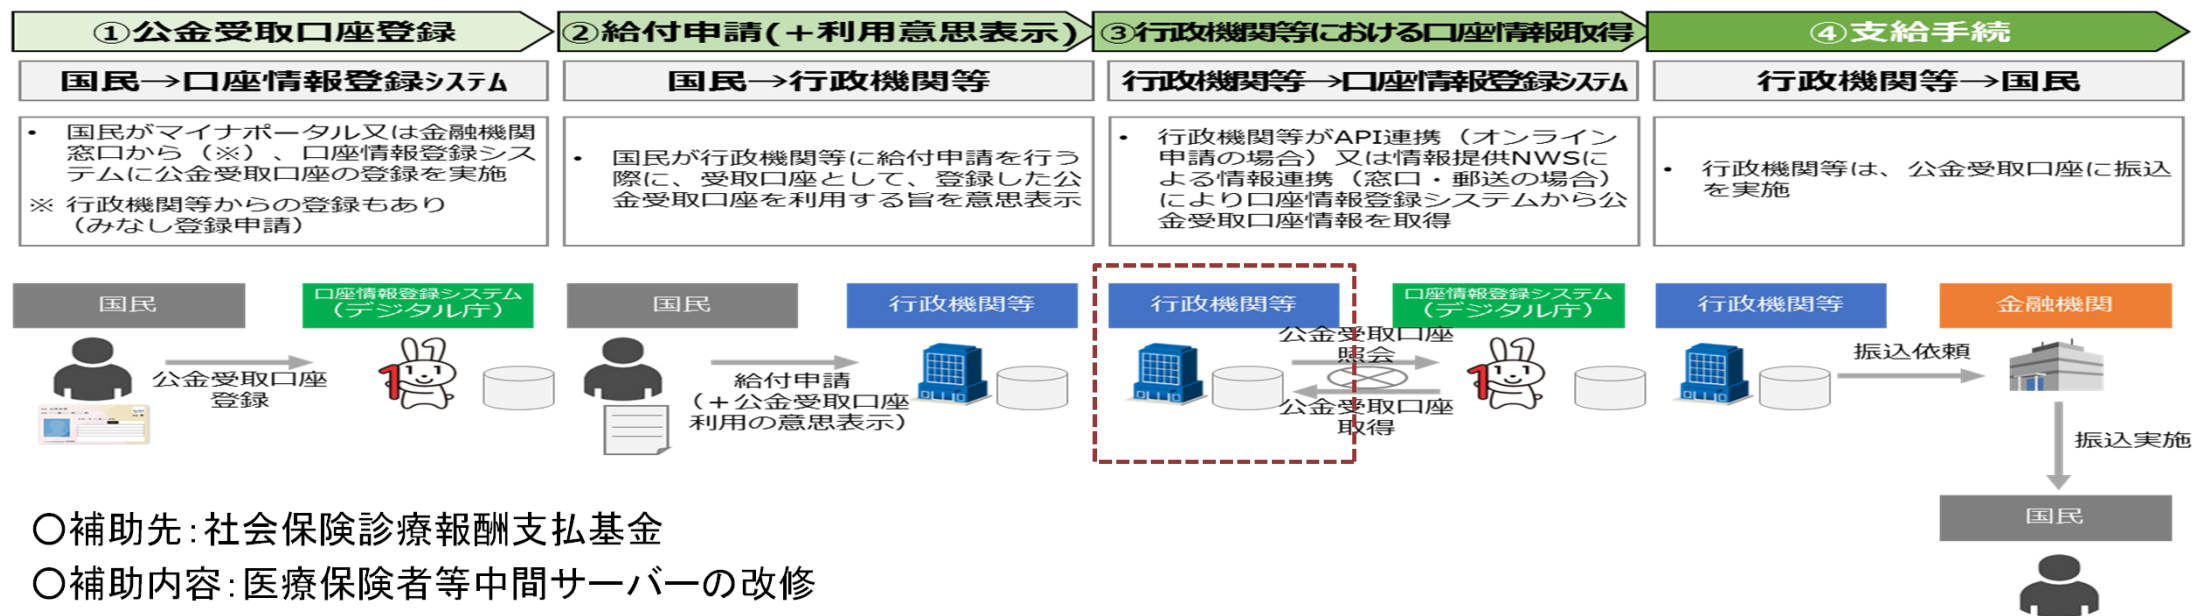 ①公金受取口座登録
②給付申請(＋利用意思表示)
③行政機関等における口座情報取得
④支給手続
国民→口座情報登録システム
国民→行政機関等
行政機関等→口座情報登録システム
行政機関等→国民
• 国民がマイナポータル又は金融機関
窓口から（※）、口座情報登録シス
テムに公金受取口座の登録を実施
※ 行政機関等からの登録もあり
（みなし登録申請）
• 国民が行政機関等に給付申請を行う
際に、受取口座として、登録した公
金受取口座を利用する旨を意思表示
• 行政機関等がAPI連携（オンライン
申請の場合）又は情報提供NWSに
よる情報連携（窓口・郵送の場合）
により口座情報登録システムから公
金受取口座情報を取得
• 行政機関等は、公金受取口座に振込
を実施
国民
口座情報登録システム
（デジタル庁）
公金受取口座
登録
国民
行政機関等
給付申請
（＋公金受取口座
利用の意思表示）
行政機関等
口座情報登録システム
（デジタル庁）
公金受取口座
照会
公金受取口座
取得
行政機関等
金融機関
振込依頼
振込実施
国民
〇補助先：社会保険診療報酬支払基金
〇補助内容：医療保険者等中間サーバーの改修